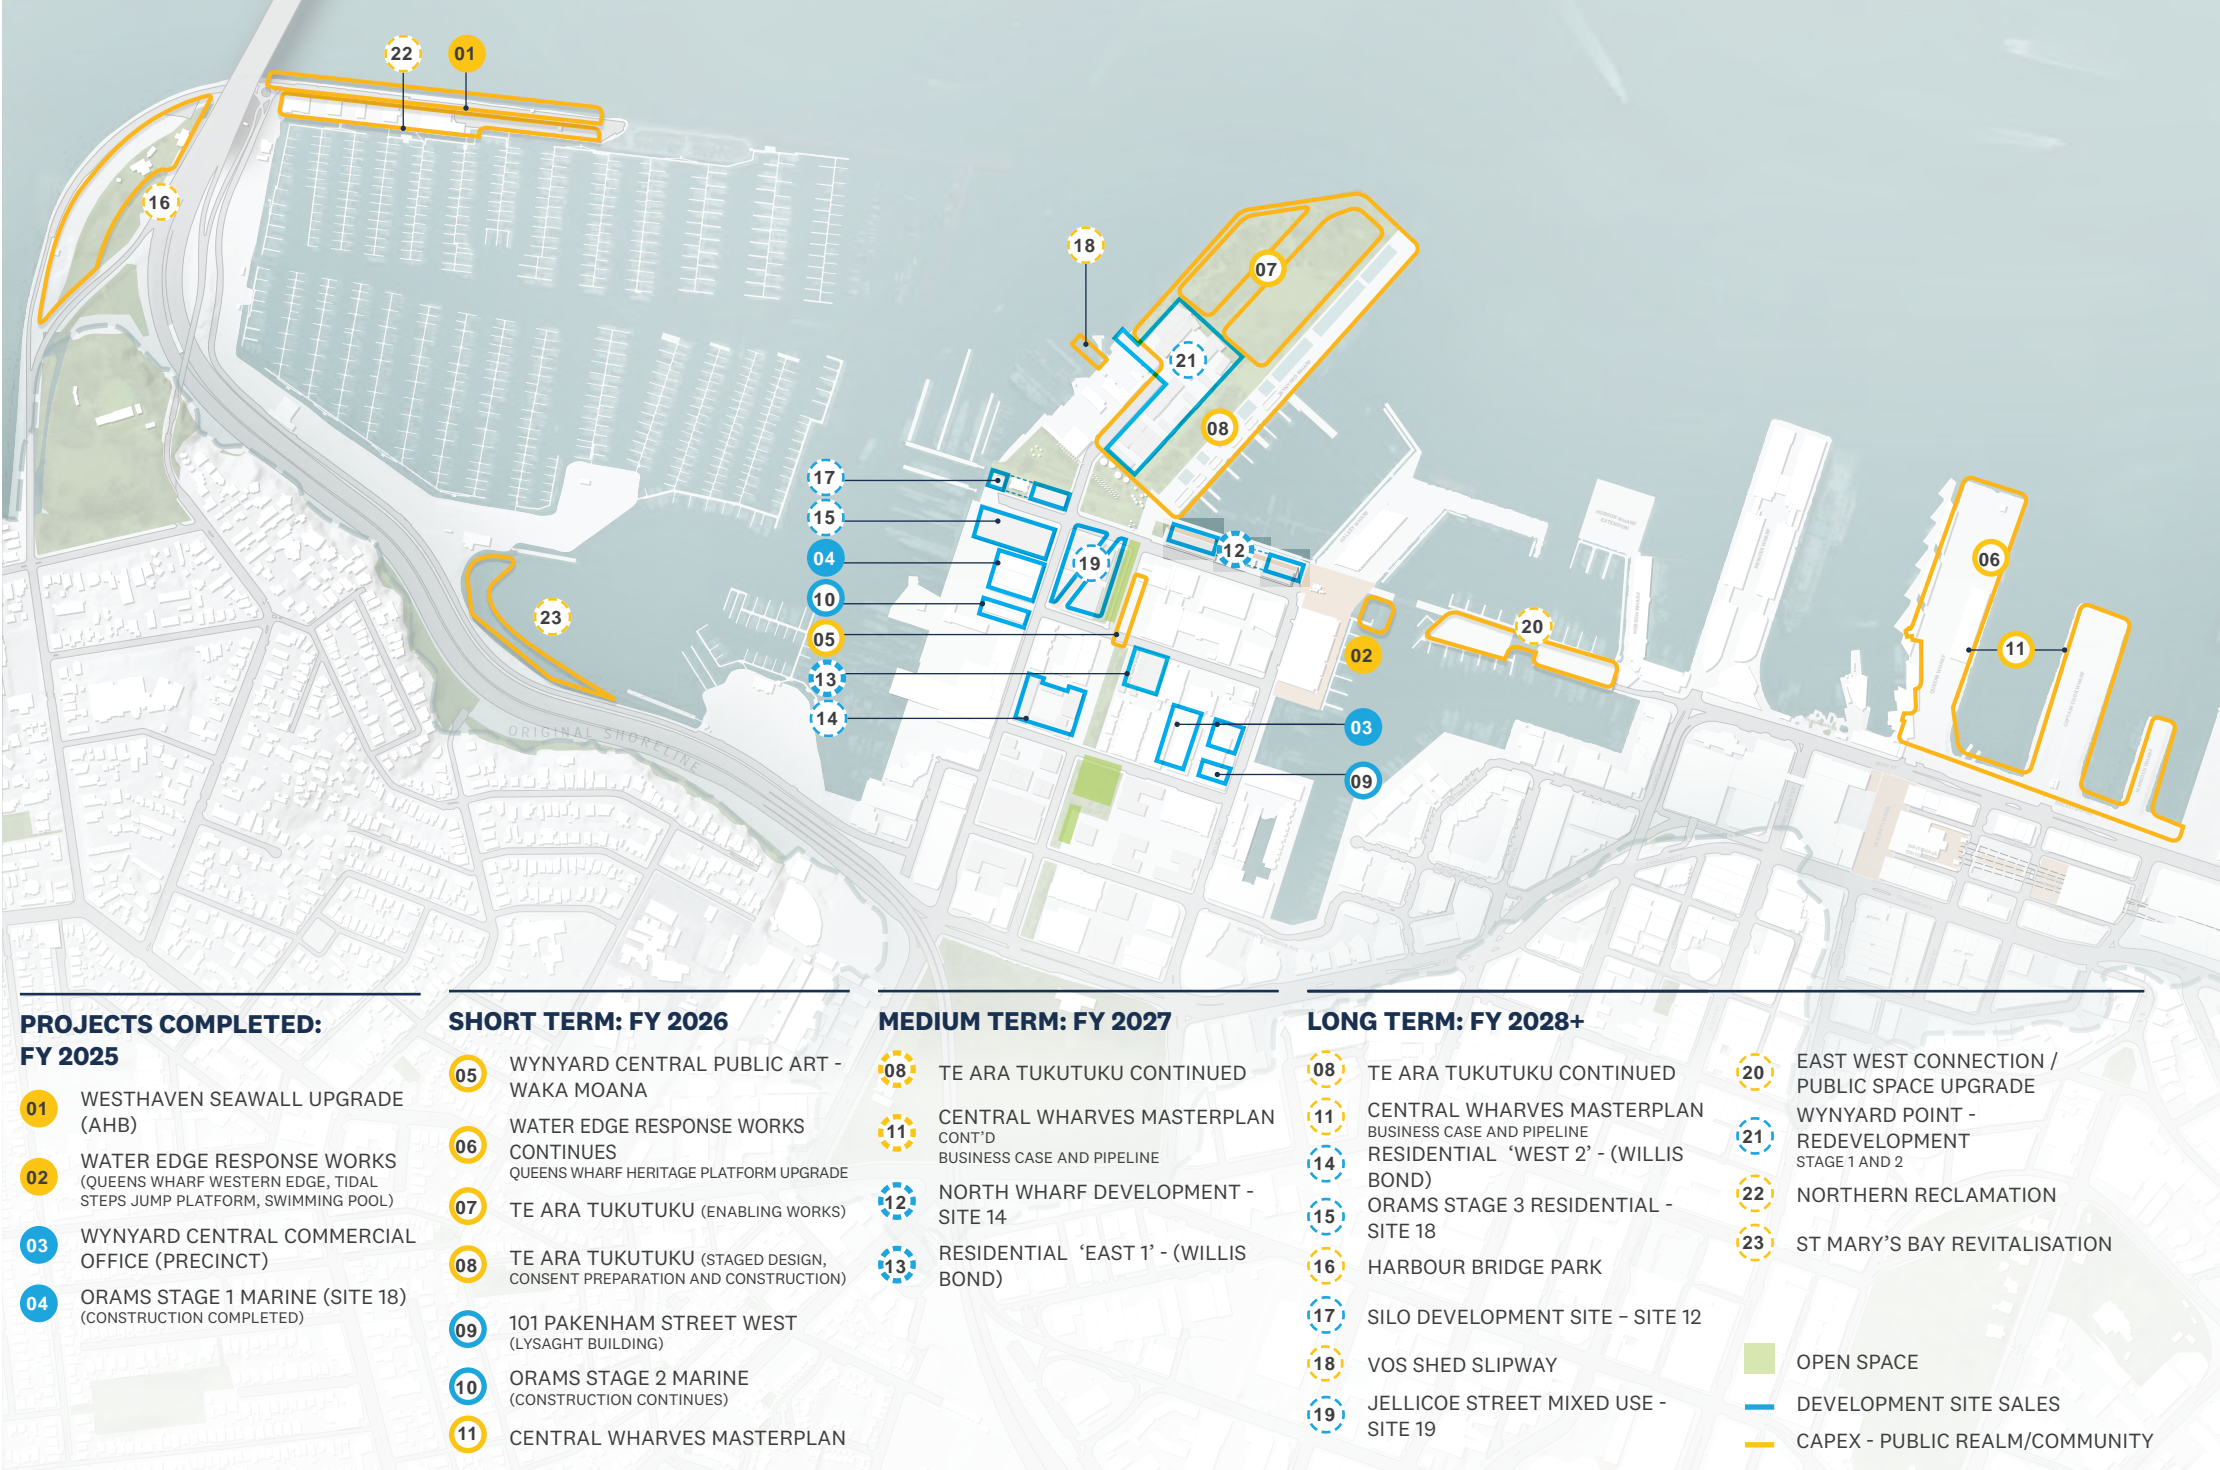 22
01
16
18
07
21
08
17
15
04
10
05
13
14
19
12
23
02
20
06
11
03
09
ORIGINAL SHORELINE
PROJECTS COMPLETED:
FY 2025
01
WESTHAVEN SEAWALL UPGRADE
(AHB)
02
WATER EDGE RESPONSE WORKS
(QUEENS WHARF WESTERN EDGE, TIDAL
STEPS JUMP PLATFORM, SWIMMING POOL)
03
WYNYARD CENTRAL COMMERCIAL
OFFICE (PRECINCT)
04
ORAMS STAGE 1 MARINE (SITE 18)
(CONSTRUCTION COMPLETED)
SHORT TERM: FY 2026
05
WYNYARD CENTRAL PUBLIC ART -
WAKA MOANA
06
WATER EDGE RESPONSE WORKS
CONTINUES
QUEENS WHARF HERITAGE PLATFORM UPGRADE
07
TE ARA TUKUTUKU (ENABLING WORKS)
08
TE ARA TUKUTUKU (STAGED DESIGN,
CONSENT PREPARATION AND CONSTRUCTION)
09
101 PAKENHAM STREET WEST
(LYSAGHT BUILDING)
10
ORAMS STAGE 2 MARINE
(CONSTRUCTION CONTINUES)
11
CENTRAL WHARVES MASTERPLAN
MEDIUM TERM: FY 2027
08
TE ARA TUKUTUKU CONTINUED
11
CENTRAL WHARVES MASTERPLAN
CONT'D
BUSINESS CASE AND PIPELINE
12
NORTH WHARF DEVELOPMENT -
SITE 14
13
RESIDENTIAL ‘EAST 1’ - (WILLIS
BOND)
LONG TERM: FY 2028+
08
TE ARA TUKUTUKU CONTINUED
11
CENTRAL WHARVES MASTERPLAN
BUSINESS CASE AND PIPELINE
14
RESIDENTIAL ‘WEST 2’ - (WILLIS
BOND)
15
ORAMS STAGE 3 RESIDENTIAL -
SITE 18
16
HARBOUR BRIDGE PARK
17
SILO DEVELOPMENT SITE – SITE 12
18
VOS SHED SLIPWAY
19
JELLICOE STREET MIXED USE -
SITE 19
20
EAST WEST CONNECTION /
PUBLIC SPACE UPGRADE
21
WYNYARD POINT -
REDEVELOPMENT
STAGE 1 AND 2
22
NORTHERN RECLAMATION
23
ST MARY’S BAY REVITALISATION
OPEN SPACE
DEVELOPMENT SITE SALES
CAPEX - PUBLIC REALM/COMMUNITY